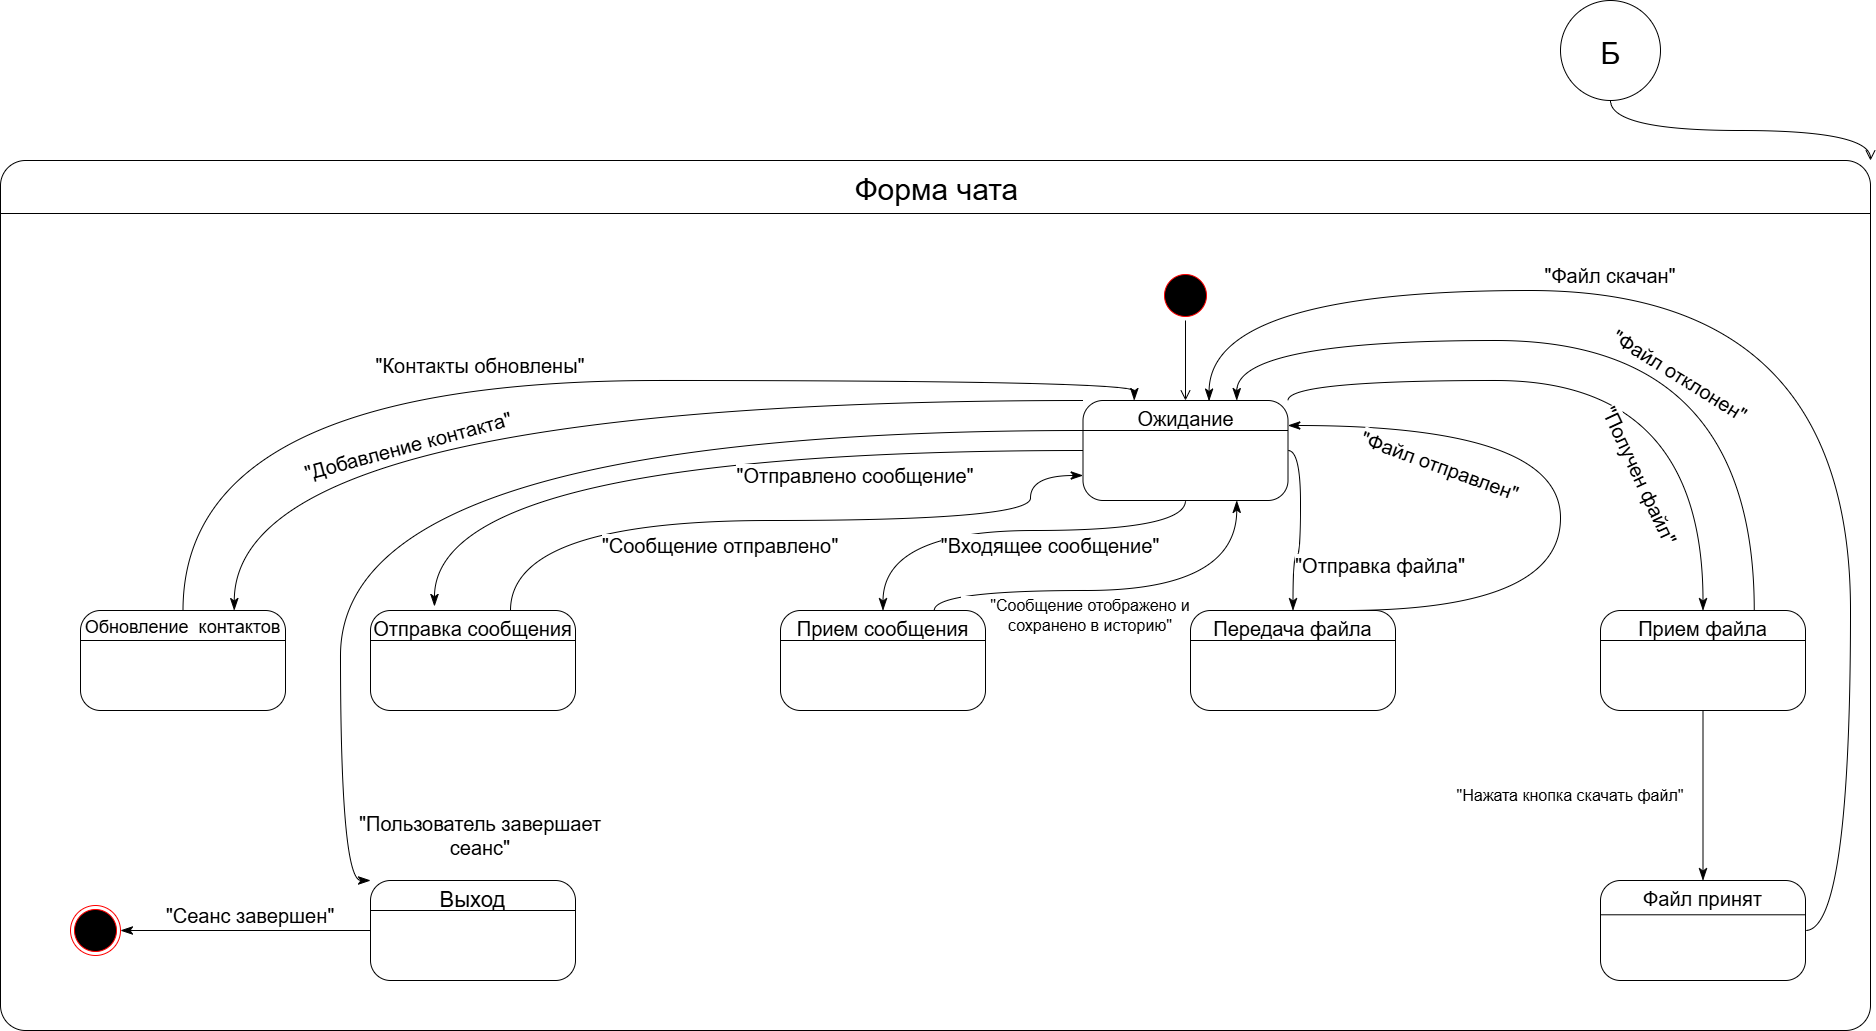 Б
Форма чата
"Файл скачан"
"Файл отклонен"
"Контакты обновлены"
"Добавление контакта"
Ожидание
"Получен файл"
"Файл отправлен"
"Отправлено сообщение"
"Сообщение отправлено"
"Входящее сообщение"
"Отправка файла"
"Сообщение отображено и
сохранено в историю"
Обновление  контактов
Отправка сообщения
Прием сообщения
Передача файла
Прием файла
"Нажата кнопка скачать файл"
"Пользователь завершает
сеанс"
Выход
"Сеанс завершен"
Файл принят